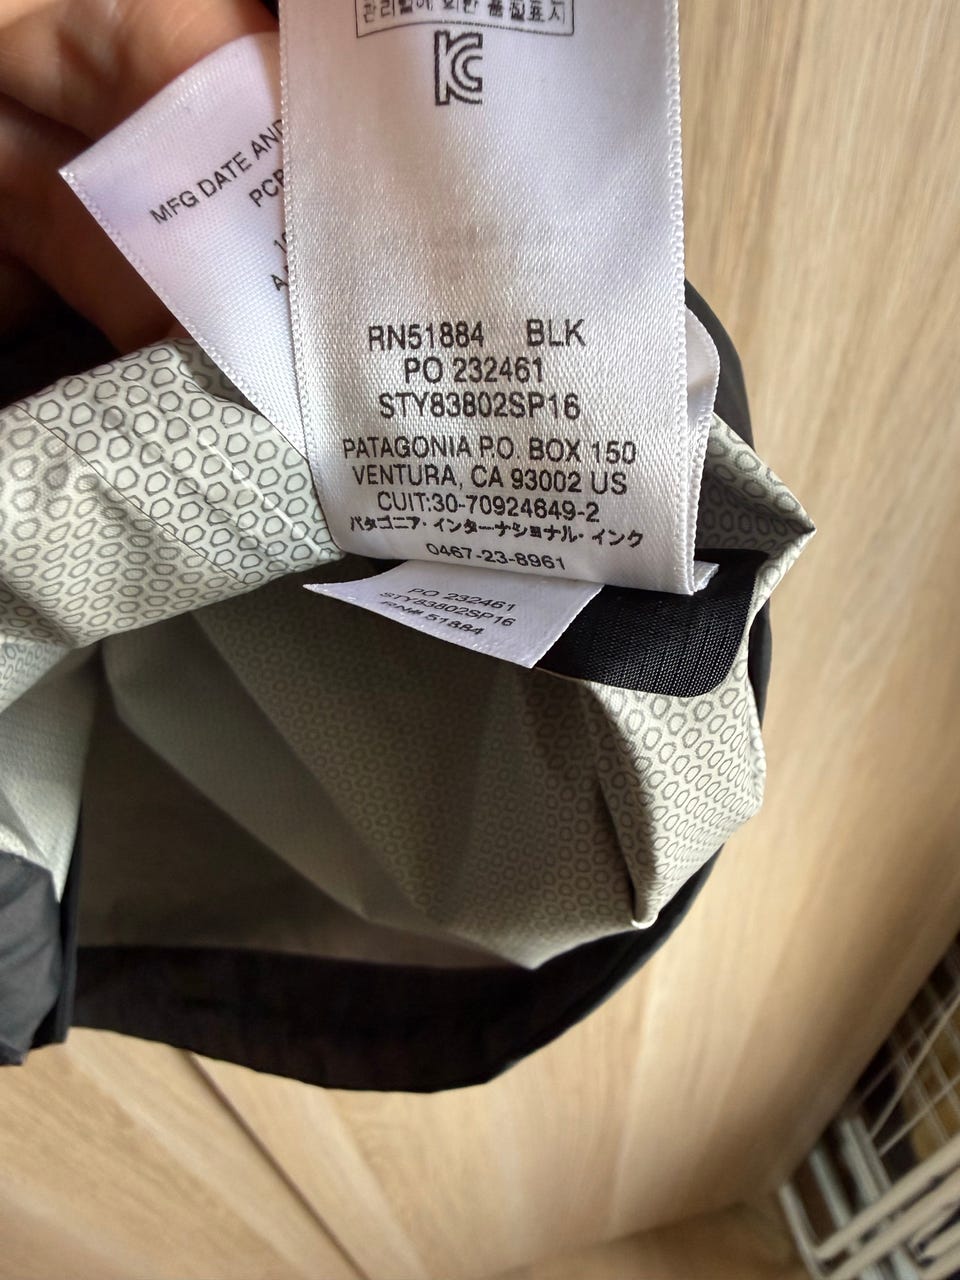 KC
MFG DATE AND
RN51884 BLK
PO 232461
STY83802SP16
PATAGONIA P.O. BOX 150
VENTURA, CA 93002 US
CUIT:30-70924649-2
パタゴニア・インターナショナル・インク
0467-23-8961
PO 232461
STY83802SP16
RN# 51884